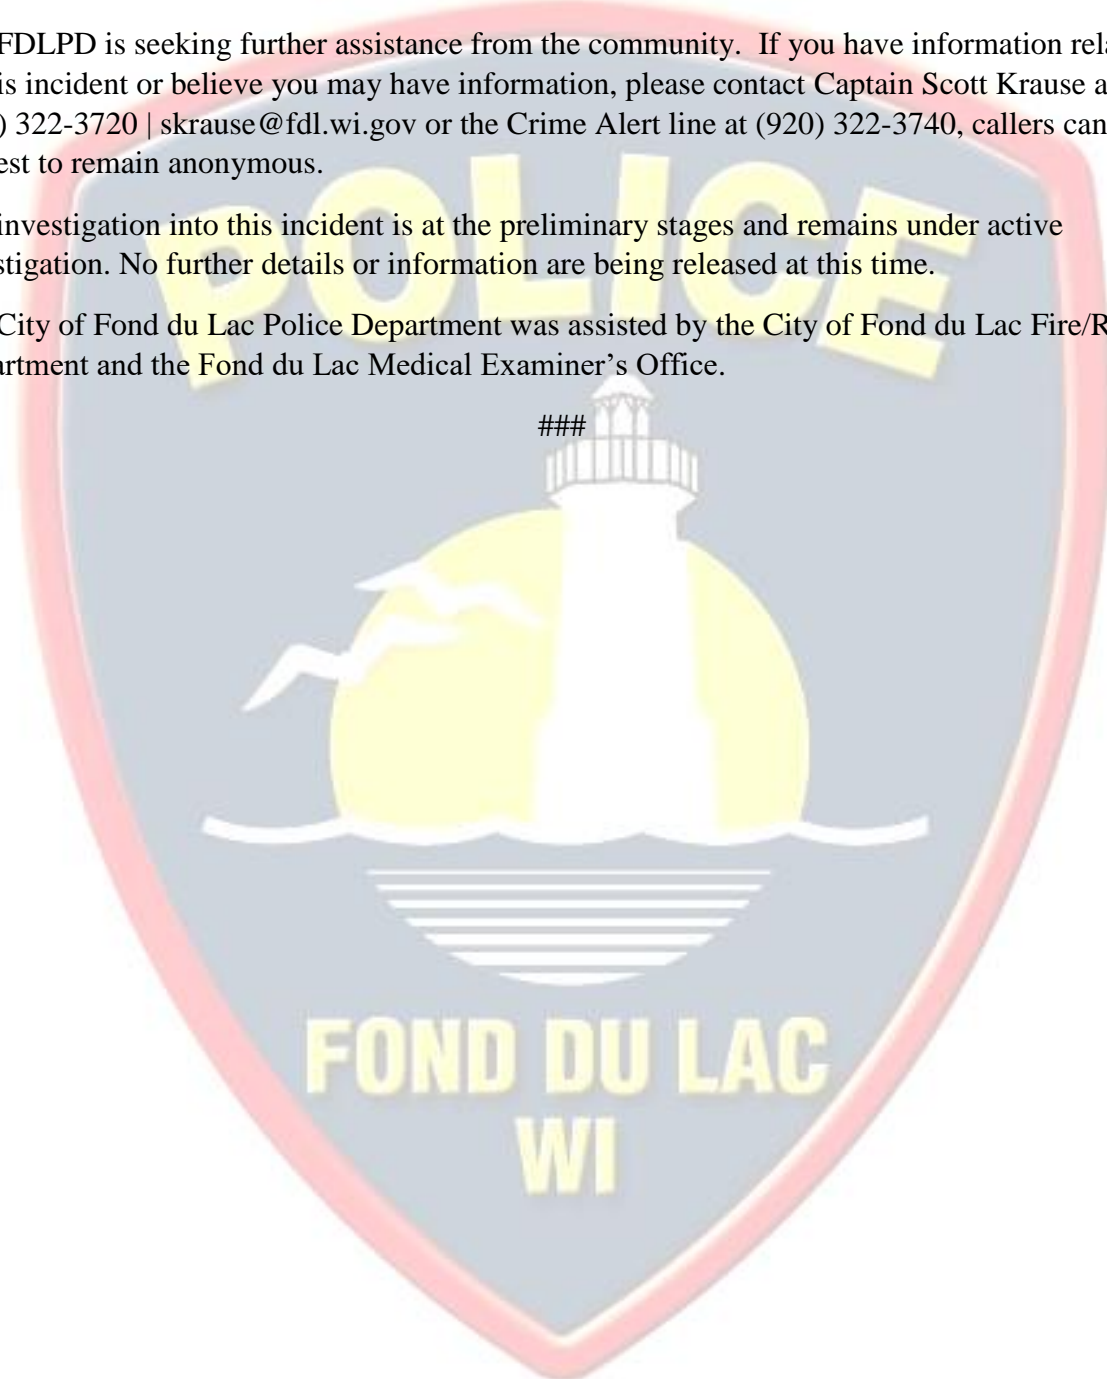 FDLPD is seeking further assistance from the community.  If you have information rela
is incident or believe you may have information, please contact Captain Scott Krause a
) 322-3720 | skrause@fdl.wi.gov or the Crime Alert line at (920) 322-3740, callers can
est to remain anonymous.
investigation into this incident is at the preliminary stages and remains under active
stigation. No further details or information are being released at this time.
City of Fond du Lac Police Department was assisted by the City of Fond du Lac Fire/R
artment and the Fond du Lac Medical Examiner’s Office.
###
POLICE
FOND DU LAC
WI